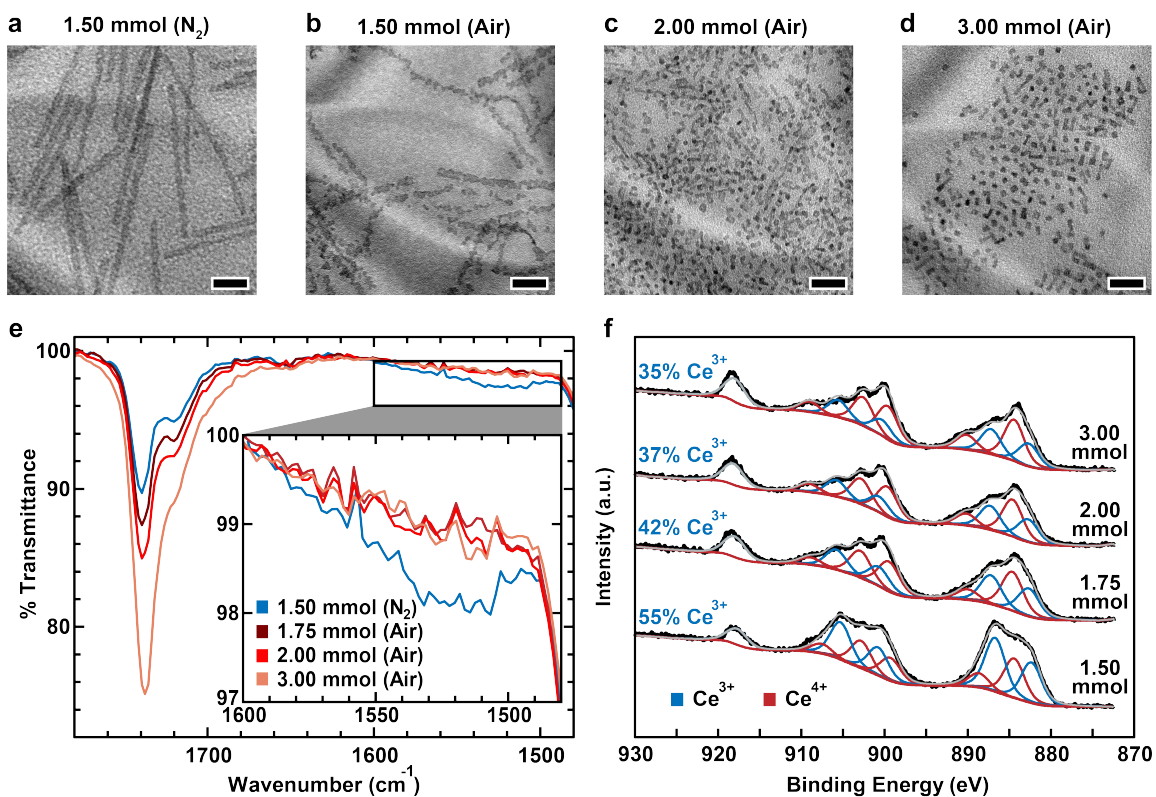 a 1.50 mmol (N2)
b 1.50 mmol (Air)
c 2.00 mmol (Air)
d 3.00 mmol (Air)
e
100
90
80
% Transmittance
1700
1600
1500
Wavenumber (cm-1)
100
99
98
97
1600
1550
1500
1.50 mmol (N2)
1.75 mmol (Air)
2.00 mmol (Air)
3.00 mmol (Air)
f
Intensity (a.u.)
35% Ce3+
3.00
mmol
37% Ce3+
2.00
mmol
42% Ce3+
1.75
mmol
55% Ce3+
1.50
mmol
Ce3+
Ce4+
930
920
910
900
890
880
870
Binding Energy (eV)